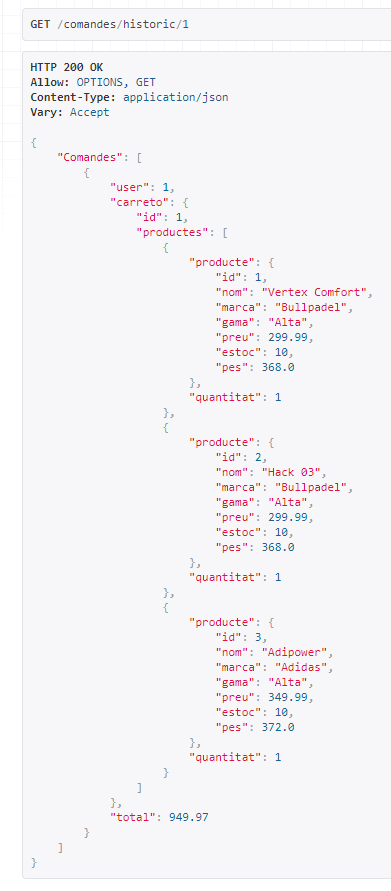 GET /comandes/historic/1
HTTP 200 OK
Allow: OPTIONS, GET
Content-Type: application/json
Vary: Accept
{
    "Comandes": [
        {
            "user": 1,
            "carreto": {
                "id": 1,
                "productes": [
                    {
                        "producte": {
                            "id": 1,
                            "nom": "Vertex Comfort",
                            "marca": "Bullpadel",
                            "gama": "Alta",
                            "preu": 299.99,
                            "estoc": 10,
                            "pes": 368.0
                        },
                        "quantitat": 1
                    },
                    {
                        "producte": {
                            "id": 2,
                            "nom": "Hack 03",
                            "marca": "Bullpadel",
                            "gama": "Alta",
                            "preu": 299.99,
                            "estoc": 10,
                            "pes": 368.0
                        },
                        "quantitat": 1
                    },
                    {
                        "producte": {
                            "id": 3,
                            "nom": "Adipower",
                            "marca": "Adidas",
                            "gama": "Alta",
                            "preu": 349.99,
                            "estoc": 10,
                            "pes": 372.0
                        },
                        "quantitat": 1
                    }
                ]
            },
            "total": 949.97
        }
    ]
}